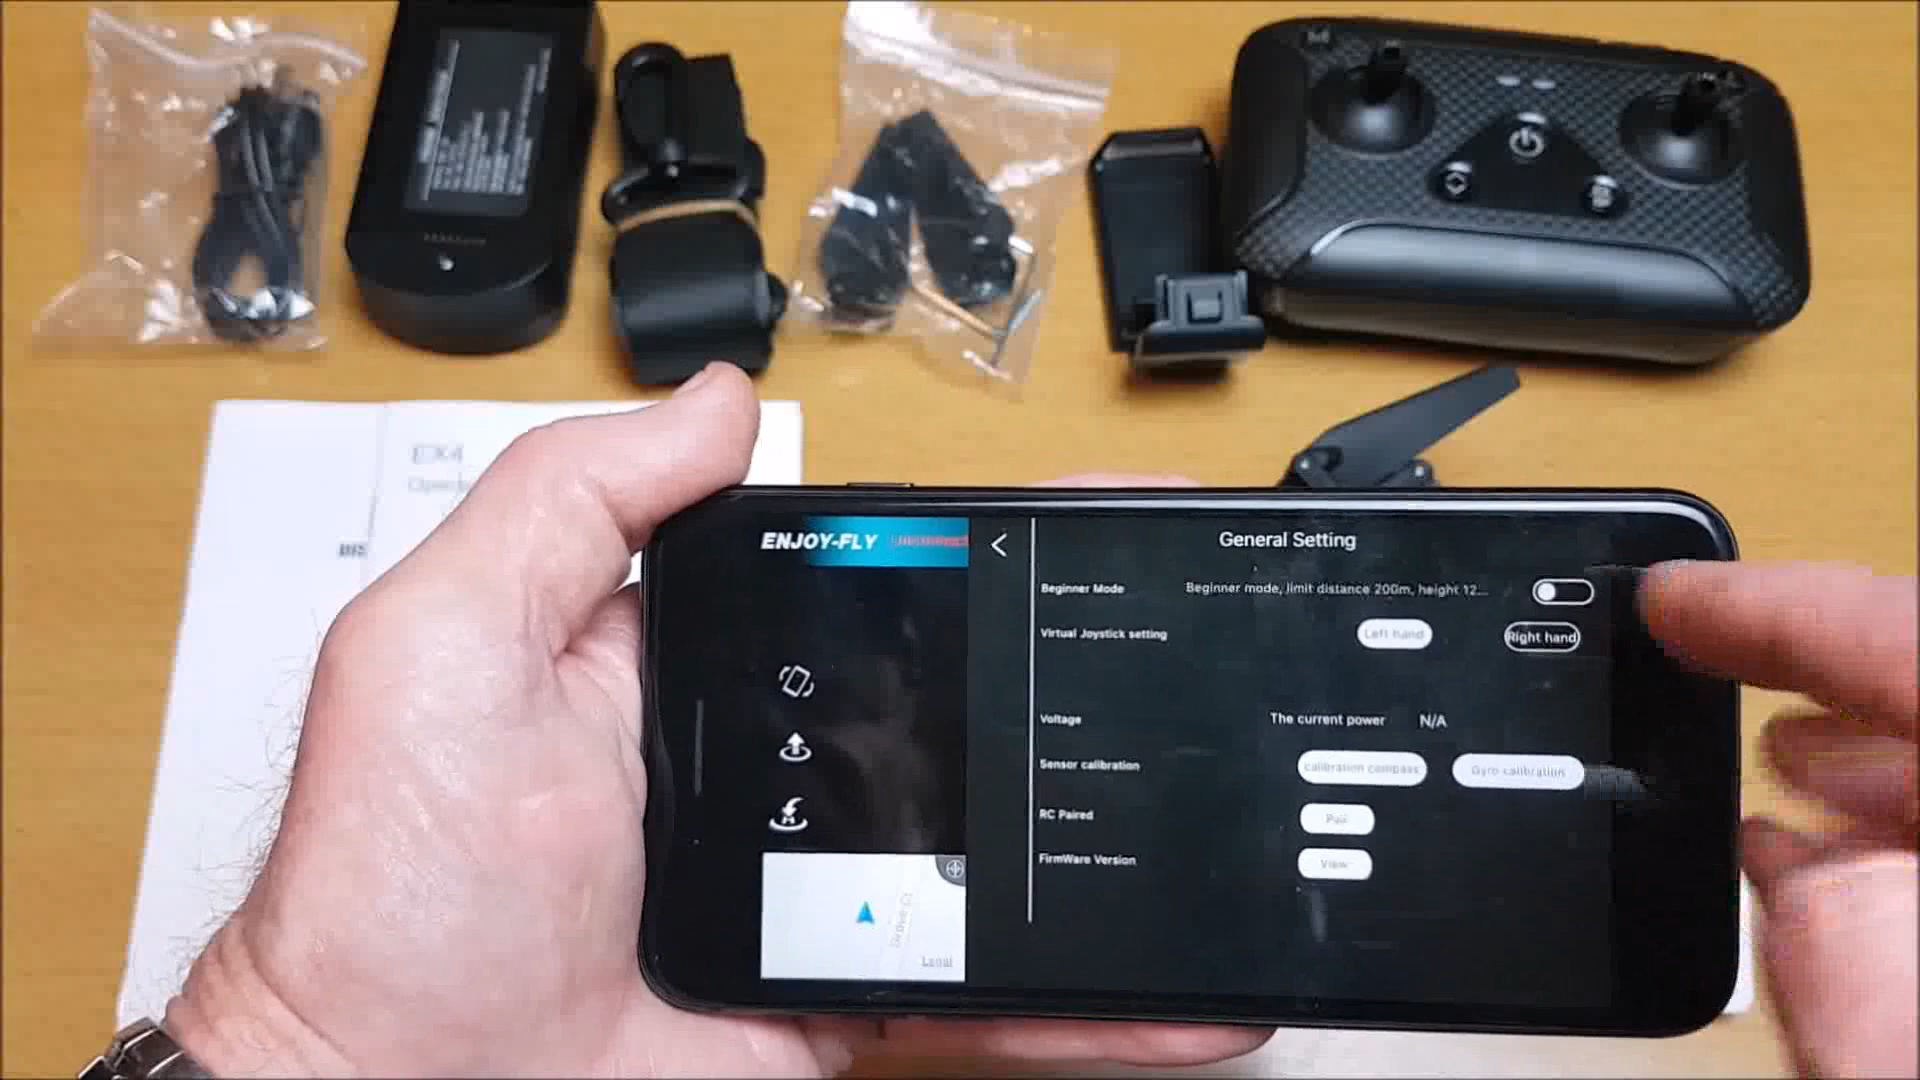 EX4
ENJOY-FLY
General Setting
Beginner Mode Beginner mode, limit distance 200m, height 12...
Virtual Joystick setting Left hand Right hand
Voltage The current power N/A
Sensor calibration calibration compass Gyro calibration
RC Paired Pair
FirmWare Version View
Legal